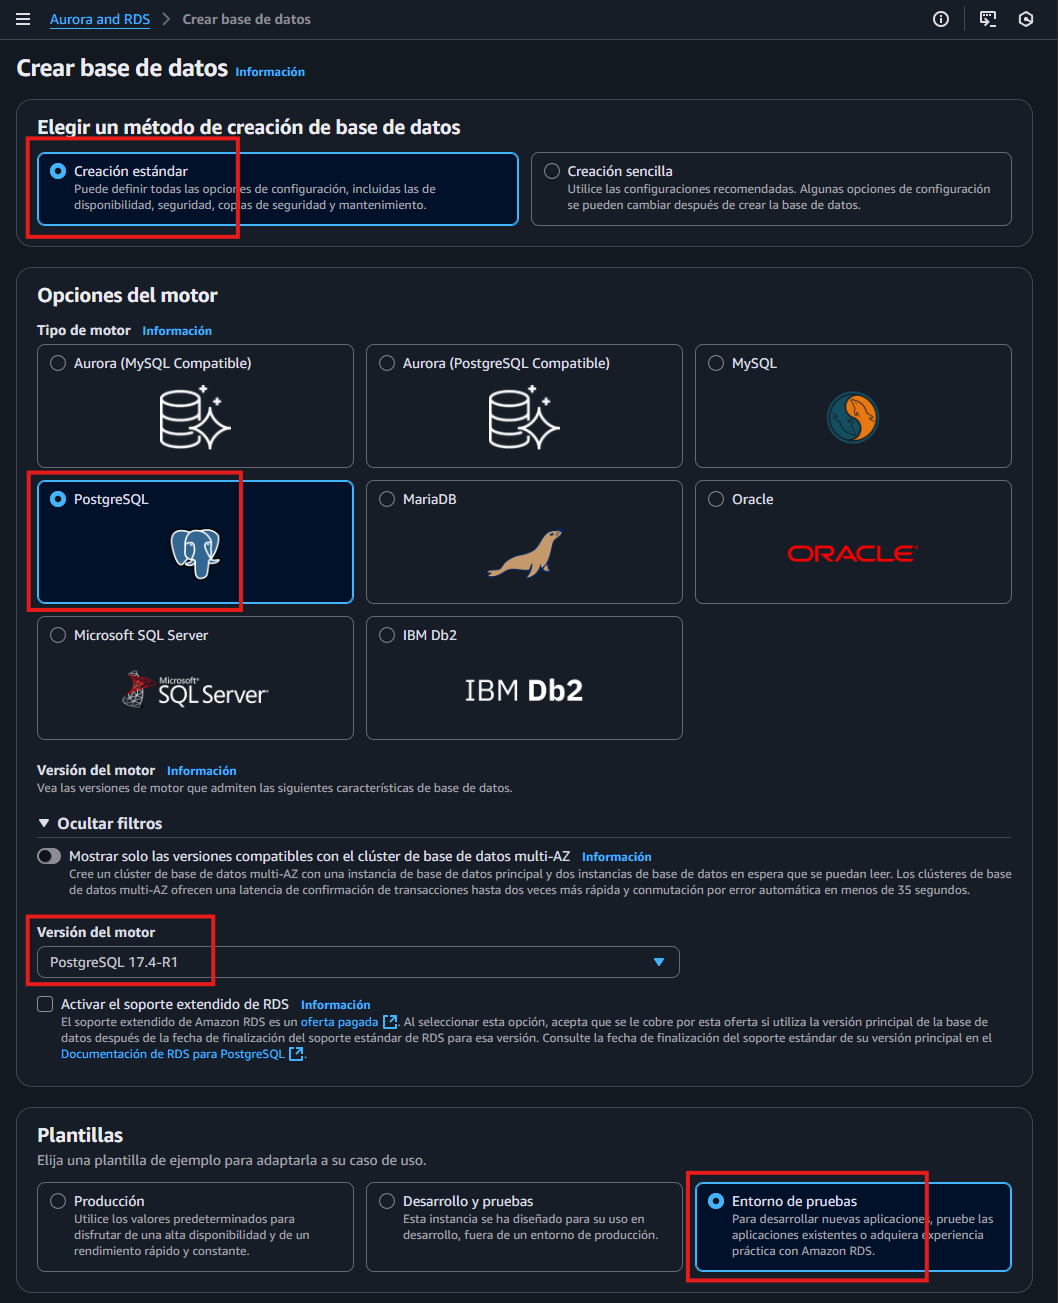 Aurora and RDS > Crear base de datos
Crear base de datos Información
Elegir un método de creación de base de datos
Creación estándar
Puede definir todas las opciones de configuración, incluidas las de
disponibilidad, seguridad, copias de seguridad y mantenimiento.
Creación sencilla
Utilice las configuraciones recomendadas. Algunas opciones de configuración
se pueden cambiar después de crear la base de datos.
Opciones del motor
Tipo de motor Información
Aurora (MySQL Compatible)
Aurora (PostgreSQL Compatible)
MySQL
PostgreSQL
MariaDB
Oracle
ORACLE
Microsoft SQL Server
Microsoft
SQL Server
IBM Db2
IBM Db2
Versión del motor Información
Vea las versiones de motor que admiten las siguientes características de base de datos.
Ocultar filtros
Mostrar solo las versiones compatibles con el clúster de base de datos multi-AZ Información
Cree un clúster de base de datos multi-AZ con una instancia de base de datos principal y dos instancias de base de datos en espera que se puedan leer. Los clústeres de base
de datos multi-AZ ofrecen una latencia de confirmación de transacciones hasta dos veces más rápida y conmutación por error automática en menos de 35 segundos.
Versión del motor
PostgreSQL 17.4-R1
Activar el soporte extendido de RDS Información
El soporte extendido de Amazon RDS es un oferta pagada. Al seleccionar esta opción, acepta que se le cobre por esta oferta si utiliza la versión principal de la base de
datos después de la fecha de finalización del soporte estándar de RDS para esa versión. Consulte la fecha de finalización del soporte estándar de su versión principal en el
Documentación de RDS para PostgreSQL.
Plantillas
Elija una plantilla de ejemplo para adaptarla a su caso de uso.
Producción
Utilice los valores predeterminados para
disfrutar de una alta disponibilidad y de un
rendimiento rápido y constante.
Desarrollo y pruebas
Esta instancia se ha diseñado para su uso en
desarrollo, fuera de un entorno de producción.
Entorno de pruebas
Para desarrollar nuevas aplicaciones, pruebe las
aplicaciones existentes o adquiera experiencia
práctica con Amazon RDS.